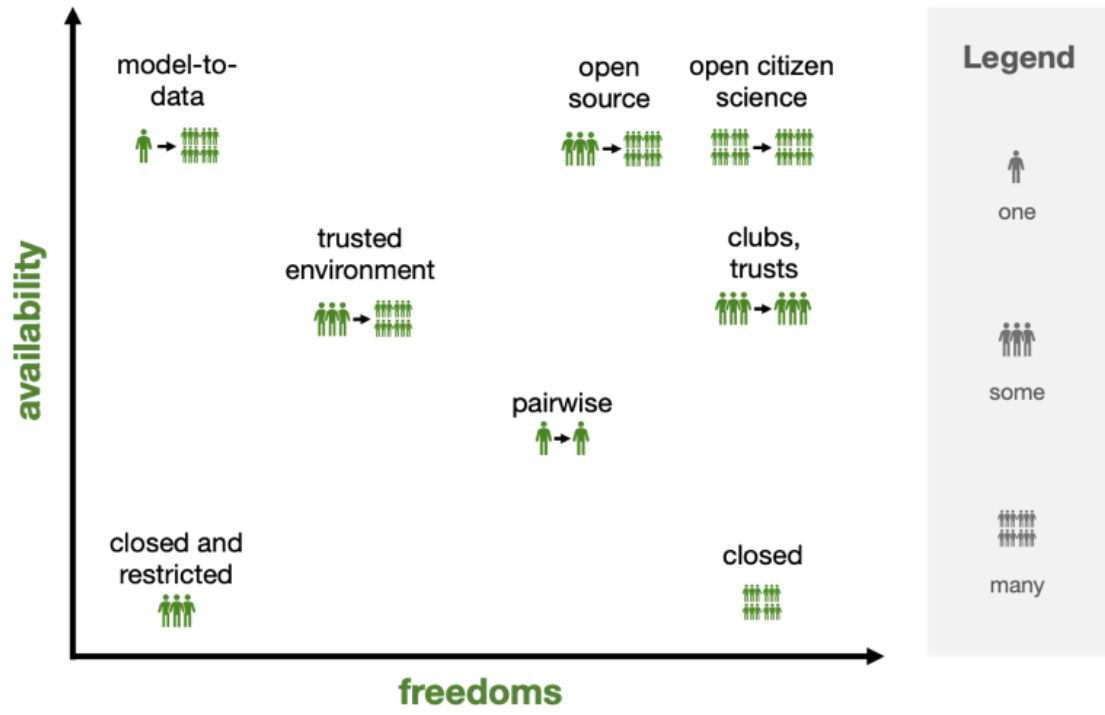 model-to-
data
open
source
open citizen
science
trusted
environment
clubs,
trusts
pairwise
closed and
restricted
closed
availability
freedoms
Legend
one
some
many